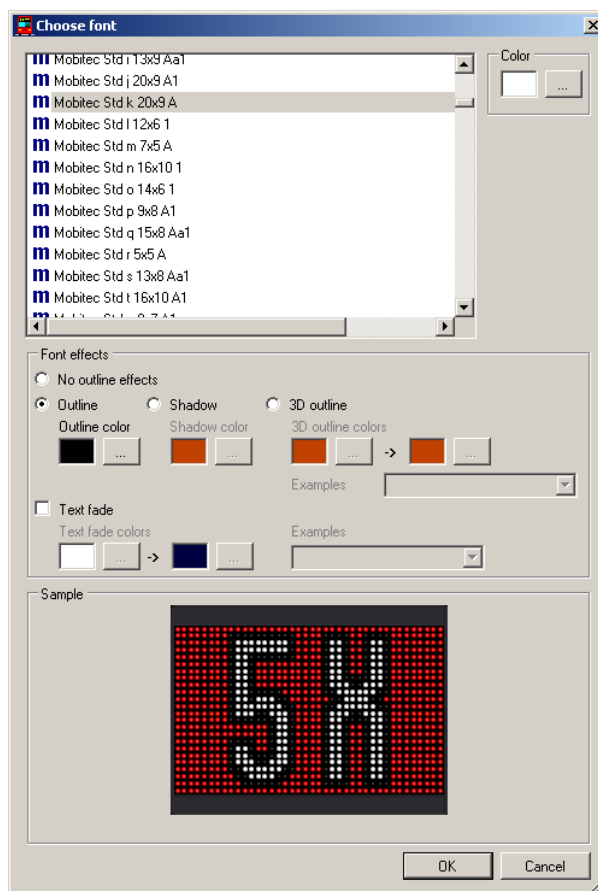 Choose font
Mobitec Std i 13x9 Aa1
Mobitec Std j 20x9 A1
Mobitec Std k 20x9 A
Mobitec Std l 12x6 1
Mobitec Std m 7x5 A
Mobitec Std n 16x10 1
Mobitec Std o 14x6 1
Mobitec Std p 9x8 A1
Mobitec Std q 15x8 Aa1
Mobitec Std r 5x5 A
Mobitec Std s 13x8 Aa1
Mobitec Std t 16x10 A1
Color
...
Font effects
No outline effects
Outline Shadow 3D outline
Outline color Shadow color 3D outline colors
... ... ... -> ...
Examples
Text fade
Text fade colors Examples
... -> ...
Sample
5X
OK Cancel